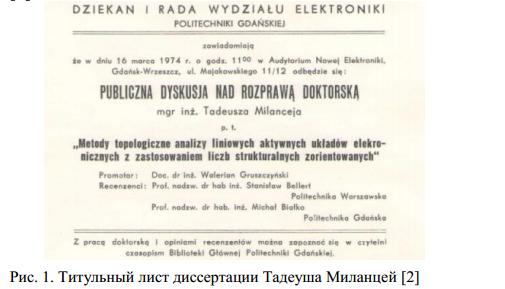 DZIEKAN I RADA WYDZIAŁU ELEKTRONIKI
POLITECHNIKI GDAŃSKIEJ
zawiadamiają
że w dniu 16 marca 1974 r. o godz. 11⁰⁰ w Audytorium Nowej Elektroniki,
Gdańsk-Wrzeszcz, ul. Majakowskiego 11/12 odbędzie się:
PUBLICZNA DYSKUSJA NAD ROZPRAWĄ DOKTORSKĄ
mgr inż. Tadeusza Milanceja
p. t.
„Metody topologiczne analizy liniowych aktywnych układów elekro-
nicznych z zastosowaniem liczb strukturalnych zorientowanych"
Promotor: Doc. dr inż. Walerian Gruszczyński
Recenzenci: Prof. nadzw. dr hab inż. Stanisław Bellert
Politechnika Warszawska
Prof. nadzw. dr hab. inż. Michał Białko
Politechnika Gdańska
Z pracą doktorską i opiniami recenzentów można zapoznać się w czytelni
czasopism Biblioteki Głównej Politechniki Gdańskiej.
Рис. 1. Титульный лист диссертации Тадеуша Миланцей [2]